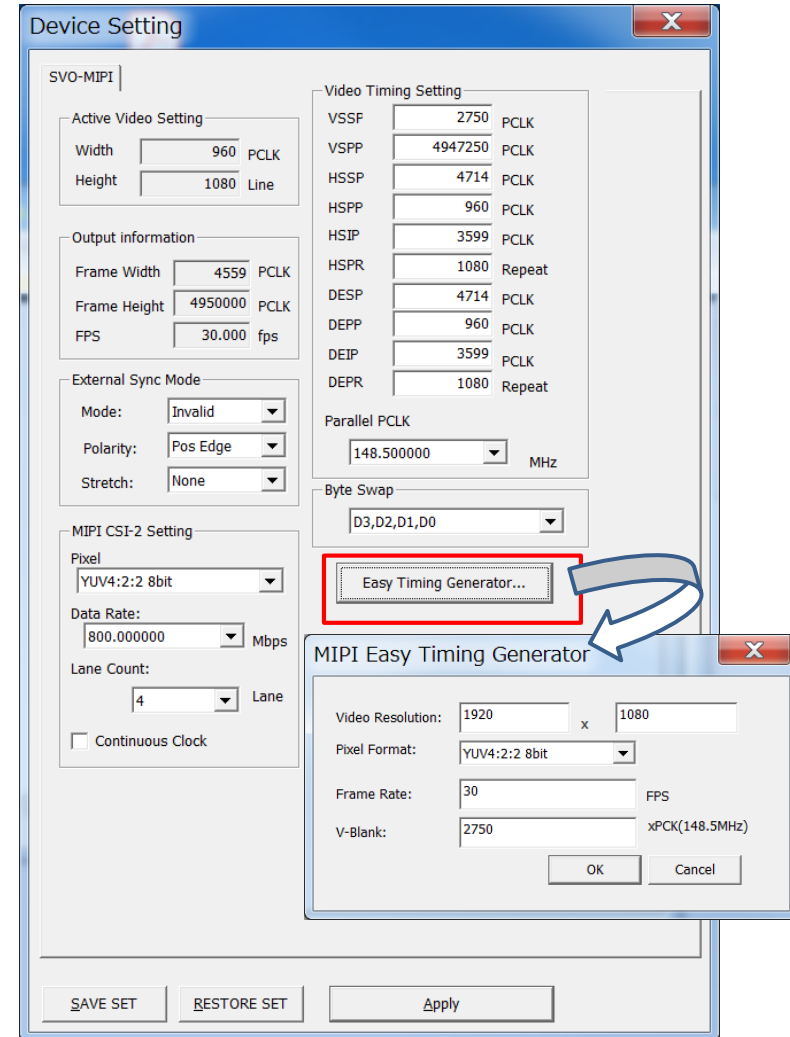 Device Setting
SVO-MIPI
Active Video Setting
Width 960 PCLK
Height 1080 Line
Output information
Frame Width 4559 PCLK
Frame Height 4950000 PCLK
FPS 30.000 fps
External Sync Mode
Mode: Invalid
Polarity: Pos Edge
Stretch: None
MIPI CSI-2 Setting
Pixel
YUV4:2:2 8bit
Data Rate:
800.000000 Mbps
Lane Count:
4 Lane
Continuous Clock
Video Timing Setting
VSSP 2750 PCLK
VSPP 4947250 PCLK
HSSP 4714 PCLK
HSPP 960 PCLK
HSIP 3599 PCLK
HSPR 1080 Repeat
DESP 4714 PCLK
DEPP 960 PCLK
DEIP 3599 PCLK
DEPR 1080 Repeat
Parallel PCLK
148.500000 MHz
Byte Swap
D3,D2,D1,D0
Easy Timing Generator...
MIPI Easy Timing Generator
Video Resolution: 1920 x 1080
Pixel Format: YUV4:2:2 8bit
Frame Rate: 30 FPS
V-Blank: 2750 xPCK(148.5MHz)
OK Cancel
SAVE SET RESTORE SET Apply